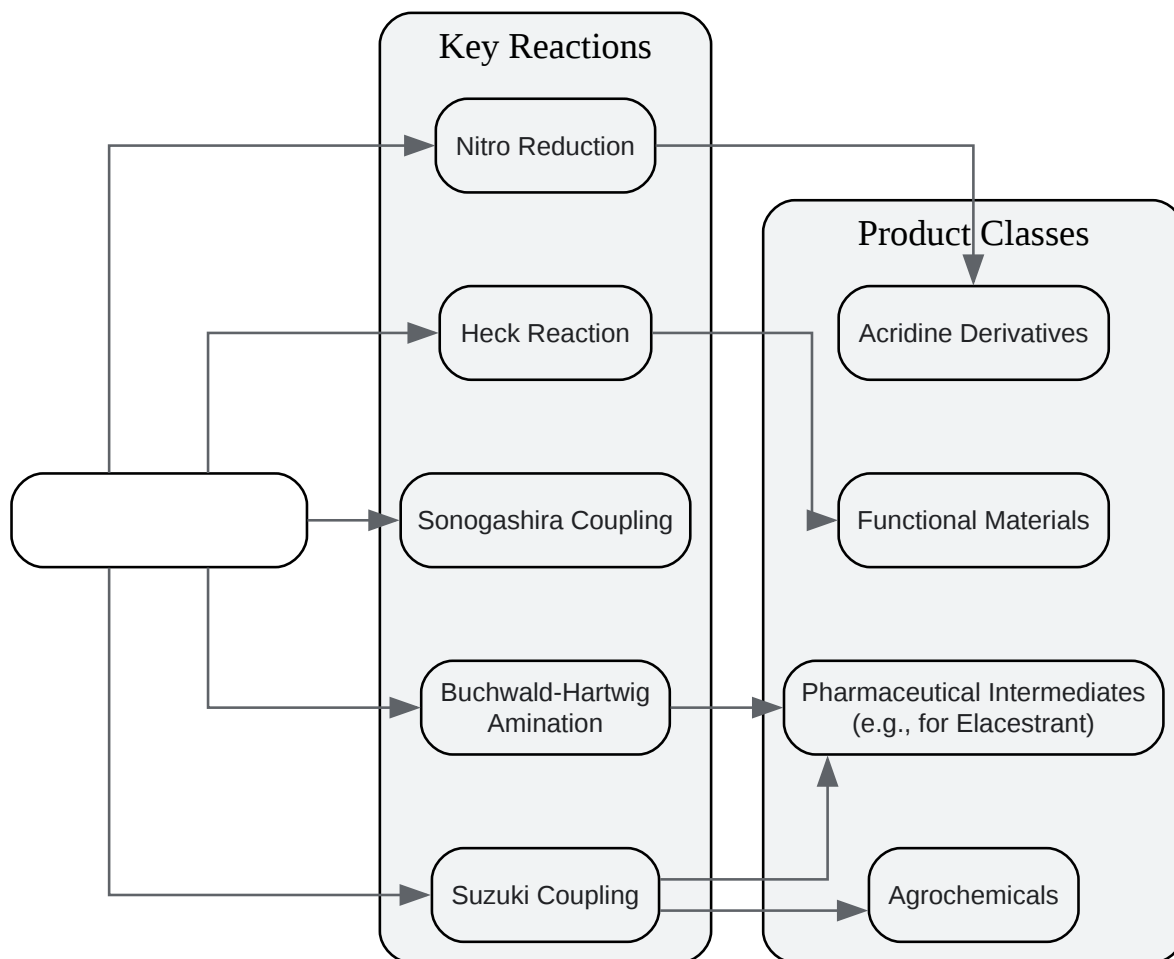 Key Reactions
Nitro Reduction
Heck Reaction
Sonogashira Coupling
Buchwald-Hartwig
Amination
Suzuki Coupling
Product Classes
Acridine Derivatives
Functional Materials
Pharmaceutical Intermediates
(e.g., for Elacestrant)
Agrochemicals